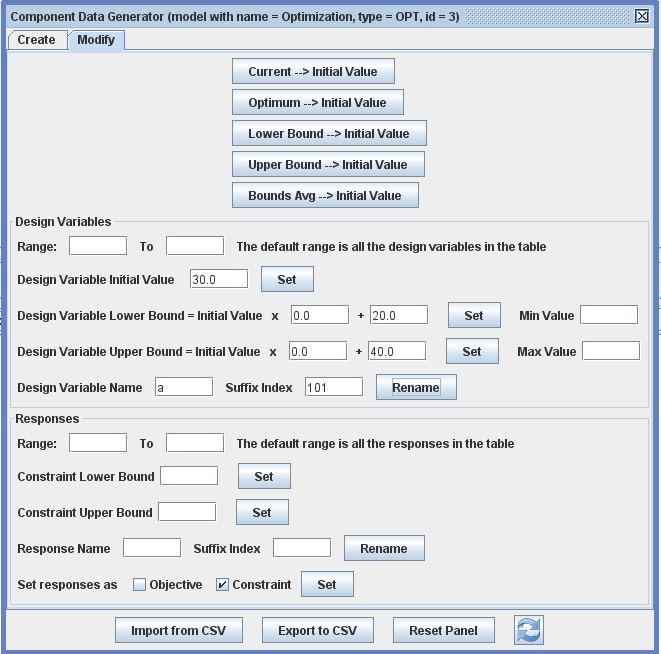 Component Data Generator (model with name = Optimization, type = OPT, id = 3)
Create Modify
Current --> Initial Value
Optimum --> Initial Value
Lower Bound --> Initial Value
Upper Bound --> Initial Value
Bounds Avg --> Initial Value
Design Variables
Range: To The default range is all the design variables in the table
Design Variable Initial Value 30.0 Set
Design Variable Lower Bound = Initial Value x 0.0 + 20.0 Set Min Value
Design Variable Upper Bound = Initial Value x 0.0 + 40.0 Set Max Value
Design Variable Name a Suffix Index 101 Rename
Responses
Range: To The default range is all the responses in the table
Constraint Lower Bound Set
Constraint Upper Bound Set
Response Name Suffix Index Rename
Set responses as Objective Constraint Set
Import from CSV Export to CSV Reset Panel